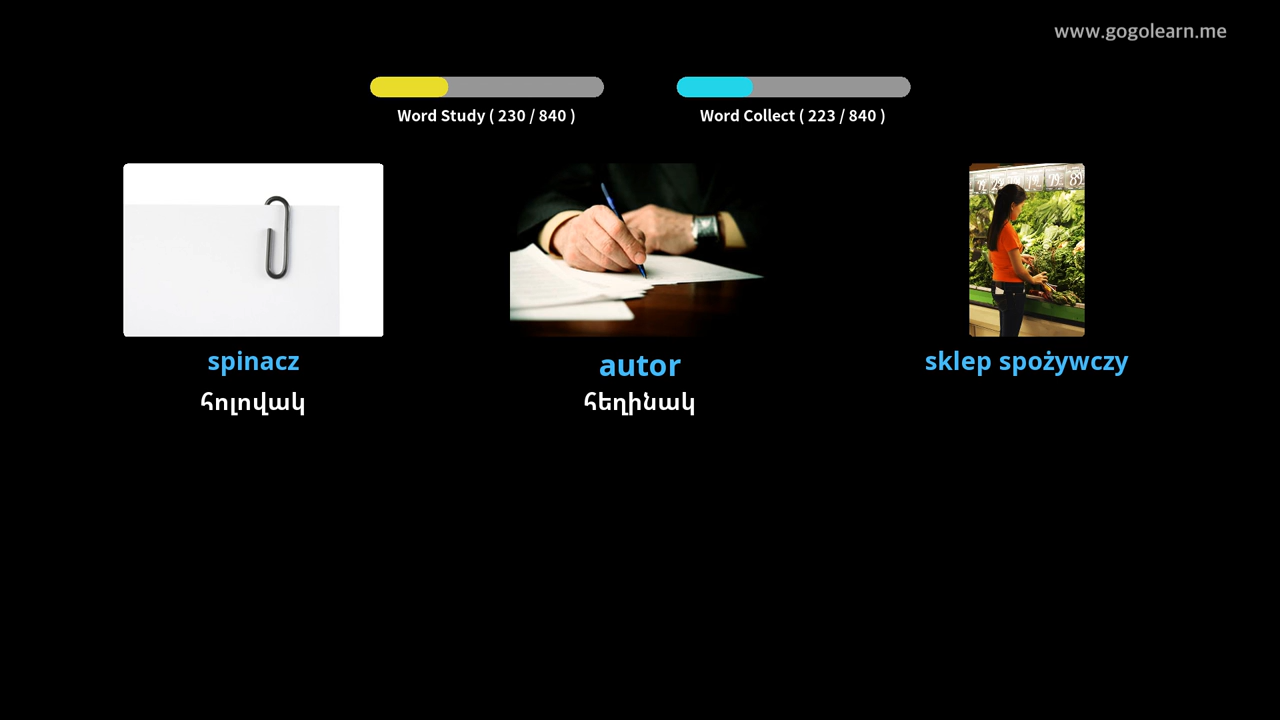 www.gogolearn.me
Word Study ( 230 / 840 )
Word Collect ( 223 / 840 )
spinacz
autor
sklep spożywczy
հոլովակ
հեղինակ